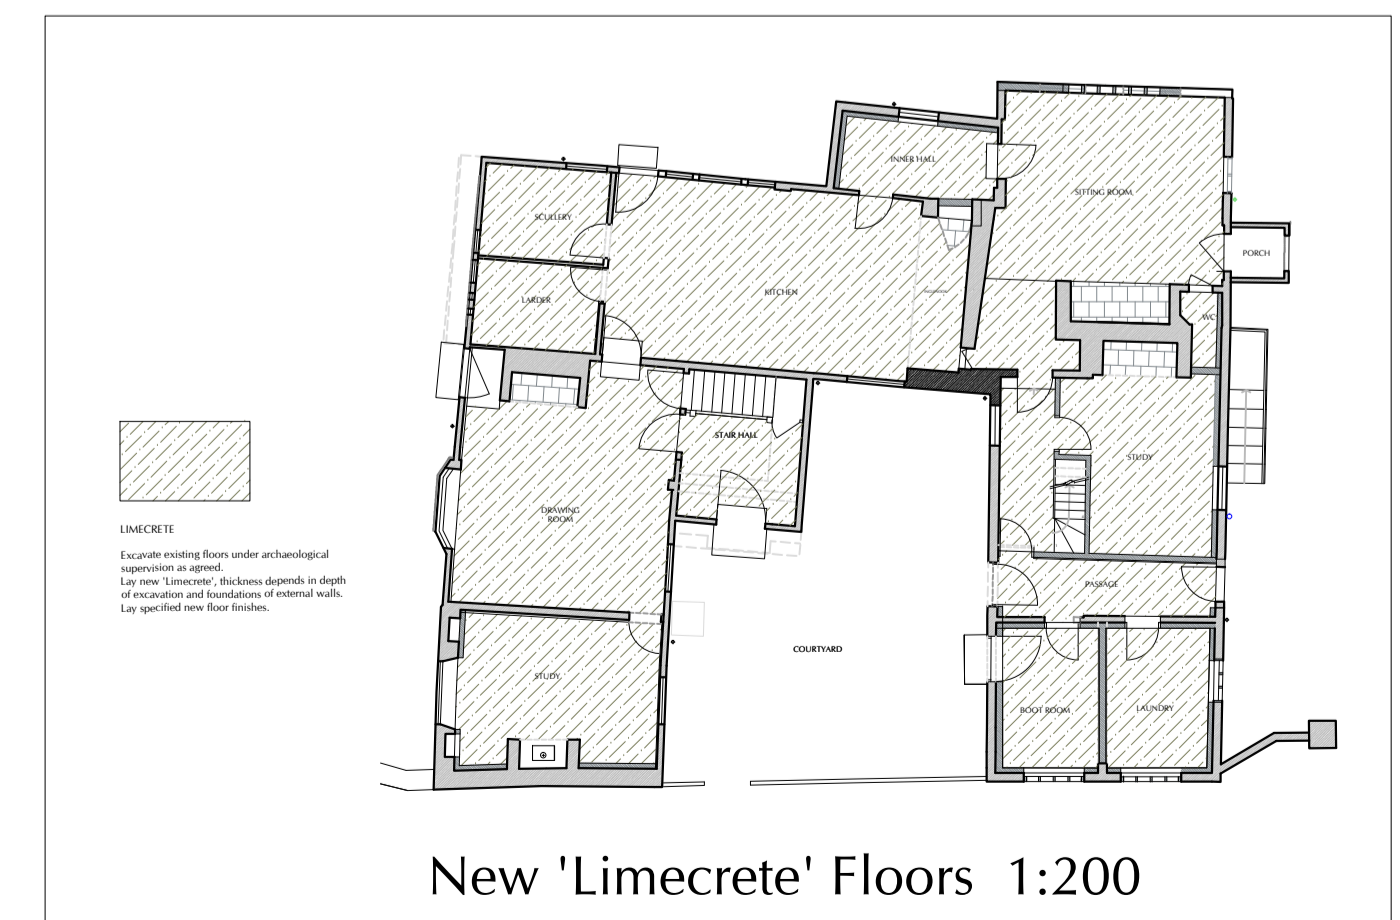 INNER HALL
SITTING ROOM
SCULLERY
PORCH
KITCHEN
LARDER
WC
STAIR HALL
STUDY
DRAWING
ROOM
LIMECRETE
Excavate existing floors under archaeological
supervision as agreed.
Lay new 'Limecrete', thickness depends in depth
of excavation and foundations of external walls.
Lay specified new floor finishes.
PASSAGE
COURTYARD
STUDY
BOOT ROOM
LAUNDRY
New 'Limecrete' Floors 1:200